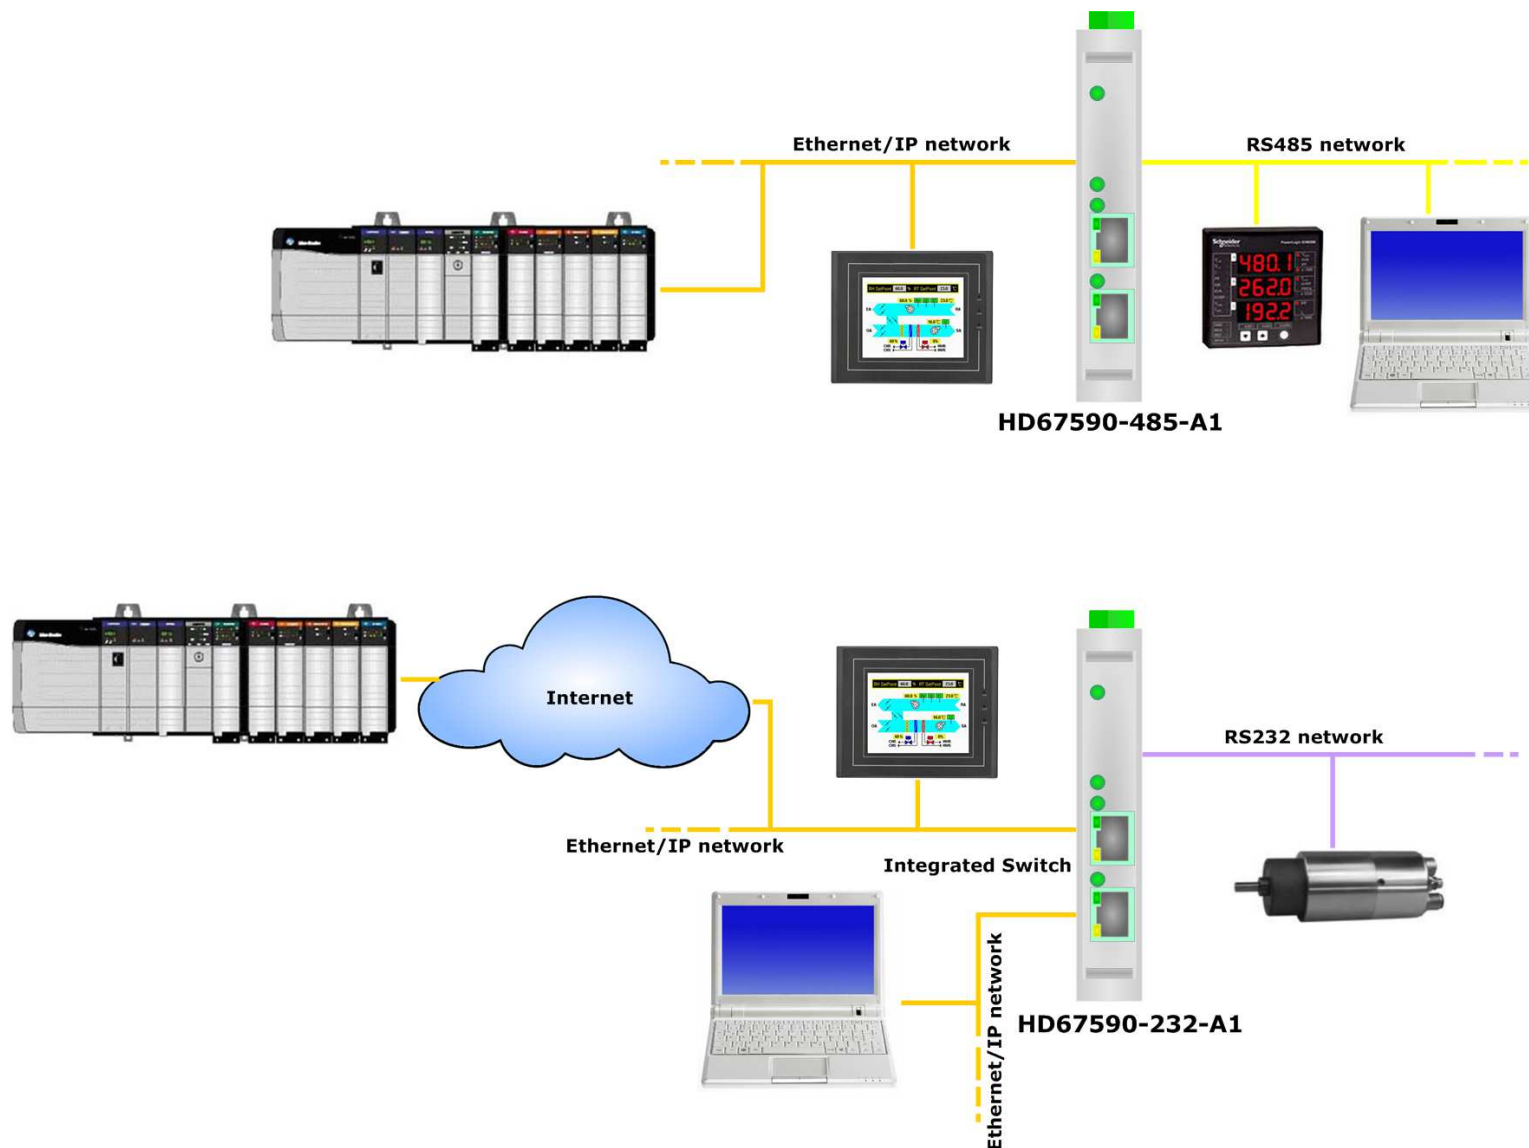 Ethernet/IP network
RS485 network
Schneider
480.1
262.0
192.2
HD67590-485-A1
Internet
RS232 network
Ethernet/IP network
Integrated Switch
Ethernet/IP network
HD67590-232-A1